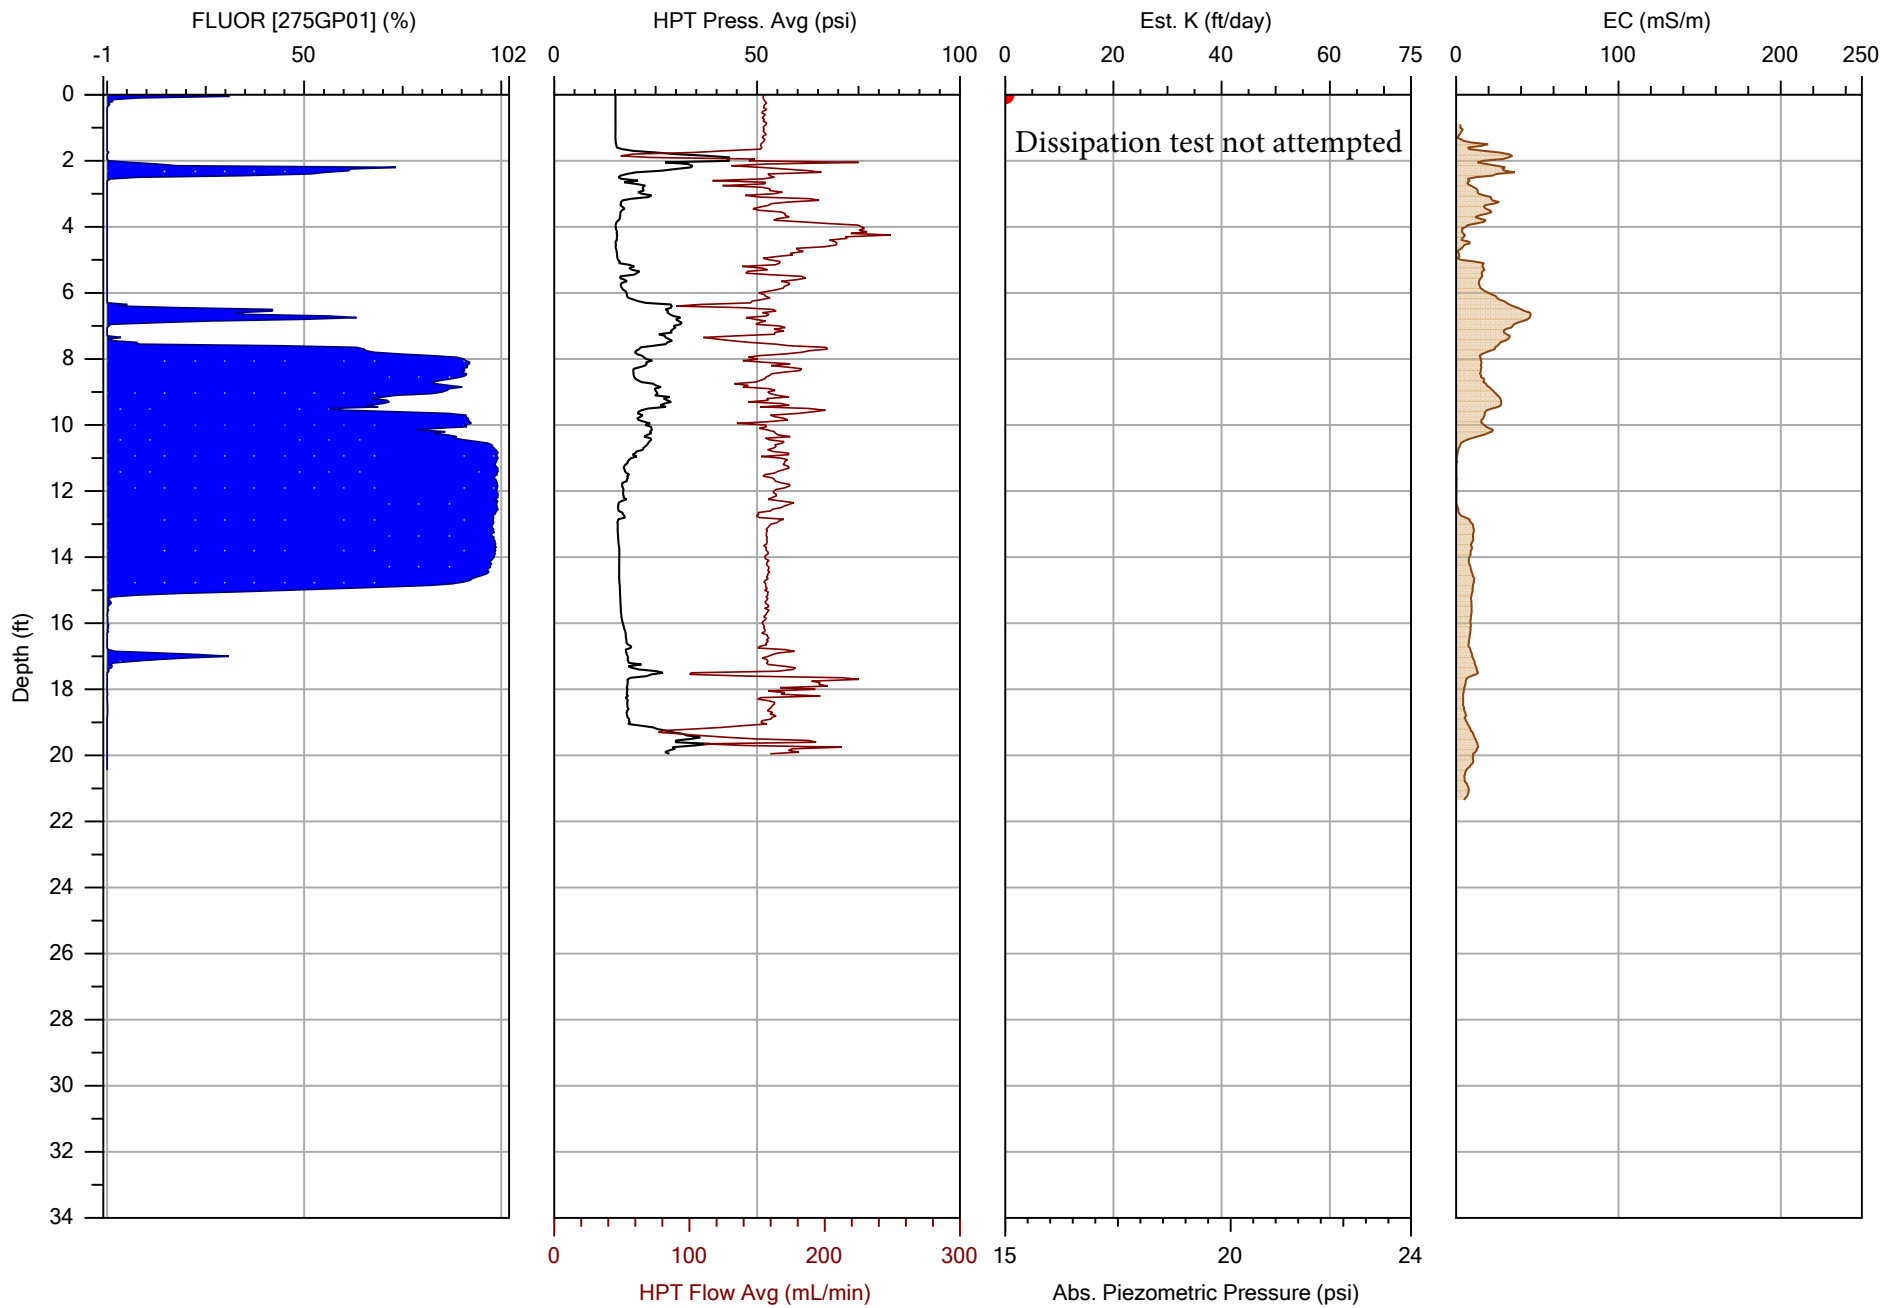 FLUOR [275GP01] (%)
HPT Press. Avg (psi)
Est. K (ft/day)
EC (mS/m)
-1 50 102
0 50 100
0 20 40 60 75
0 100 200 250
Dissipation test not attempted
Depth (ft)
0
2
4
6
8
10
12
14
16
18
20
22
24
26
28
30
32
34
0 100 200 300
HPT Flow Avg (mL/min)
15 20 24
Abs. Piezometric Pressure (psi)